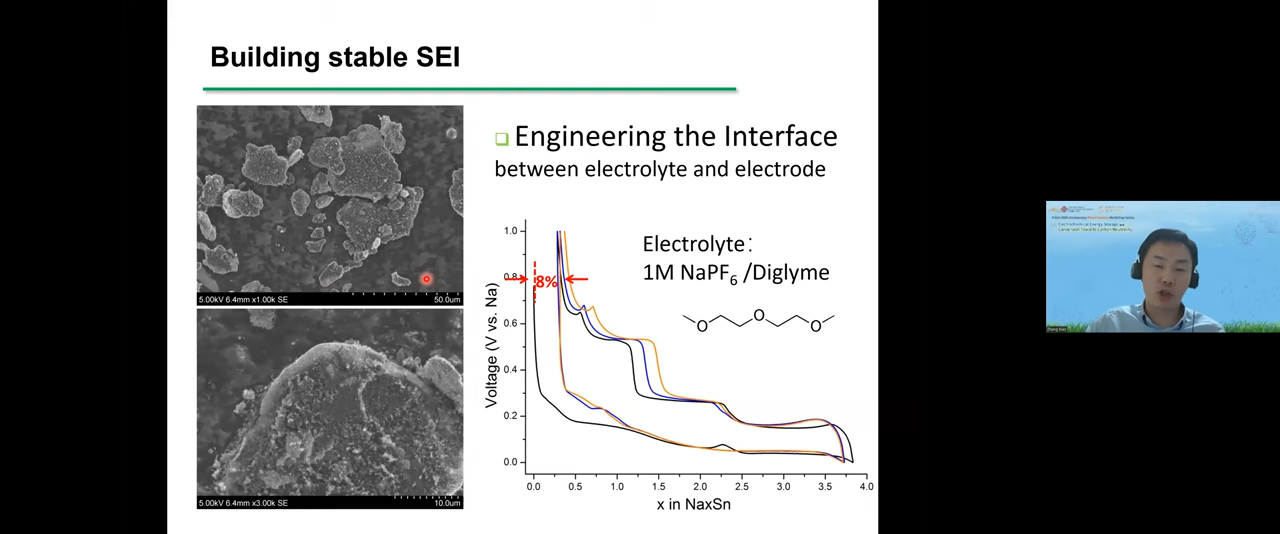 Building stable SEI
5.00kV 6.4mm x1.00k SE
50.0um
5.00kV 6.4mm x3.00k SE
10.0um
❑ Engineering the Interface
between electrolyte and electrode
Electrolyte:
1M NaPF6 /Diglyme
O O O
8%
Voltage (V vs. Na)
1.0
0.8
0.6
0.4
0.2
0.0
0.0 0.5 1.0 1.5 2.0 2.5 3.0 3.5 4.0
x in NaxSn